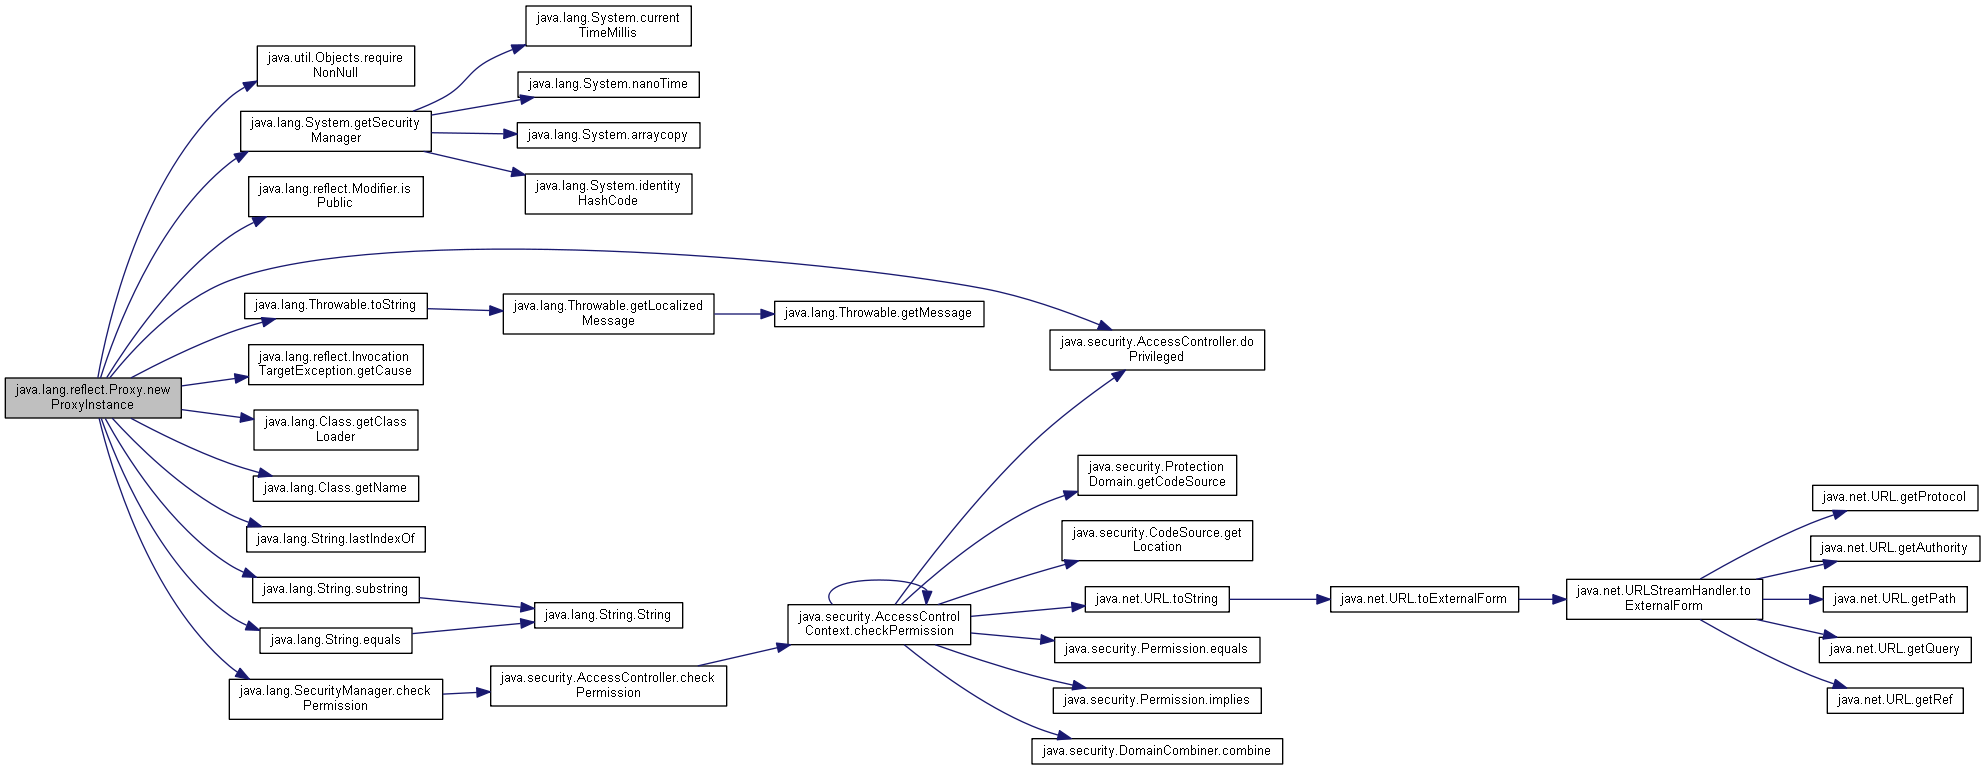 java.lang.reflect.Proxy.new
ProxyInstance
java.util.Objects.require
NonNull
java.lang.System.getSecurity
Manager
java.lang.reflect.Modifier.is
Public
java.lang.Throwable.toString
java.lang.reflect.Invocation
TargetException.getCause
java.lang.Class.getClass
Loader
java.lang.Class.getName
java.lang.String.lastIndexOf
java.lang.String.substring
java.lang.String.equals
java.lang.SecurityManager.check
Permission
java.lang.System.current
TimeMillis
java.lang.System.nanoTime
java.lang.System.arraycopy
java.lang.System.identity
HashCode
java.lang.Throwable.getLocalized
Message
java.lang.String.String
java.security.AccessController.check
Permission
java.lang.Throwable.getMessage
java.security.AccessControl
Context.checkPermission
java.security.AccessController.do
Privileged
java.security.Protection
Domain.getCodeSource
java.security.CodeSource.get
Location
java.net.URL.toString
java.security.Permission.equals
java.security.Permission.implies
java.security.DomainCombiner.combine
java.net.URL.toExternalForm
java.net.URLStreamHandler.to
ExternalForm
java.net.URL.getProtocol
java.net.URL.getAuthority
java.net.URL.getPath
java.net.URL.getQuery
java.net.URL.getRef